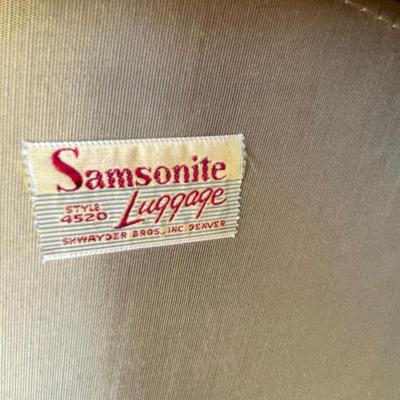 Samsonite
STYLE
4520 Luggage
SHWAYDER BROS., INC. DENVER